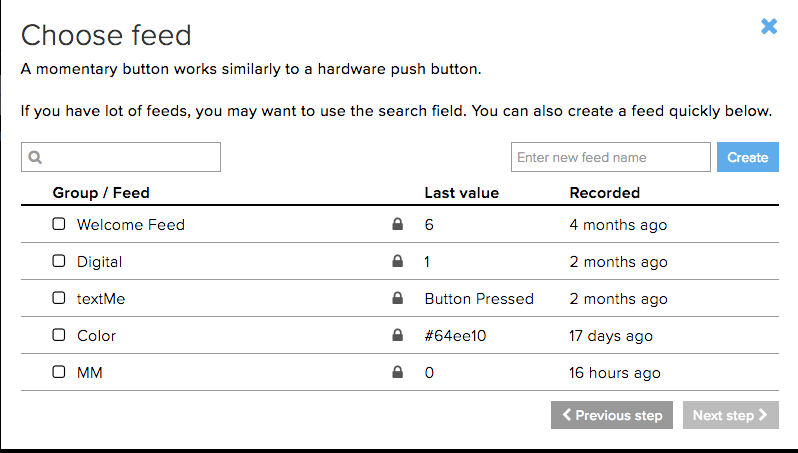 Choose feed
A momentary button works similarly to a hardware push button.
If you have lot of feeds, you may want to use the search field. You can also create a feed quickly below.
Enter new feed name Create
Group / Feed Last value Recorded
Welcome Feed 6 4 months ago
Digital 1 2 months ago
textMe Button Pressed 2 months ago
Color #64ee10 17 days ago
MM 0 16 hours ago
Previous step Next step